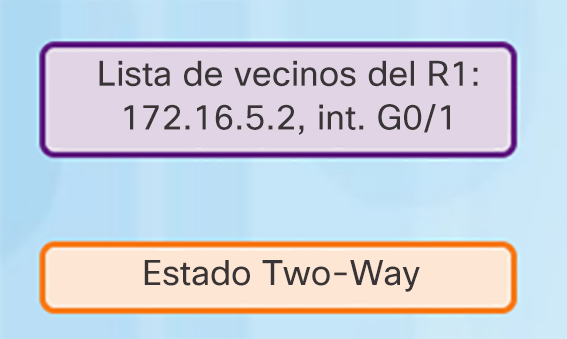 Lista de vecinos del R1:
172.16.5.2, int. G0/1
Estado Two-Way